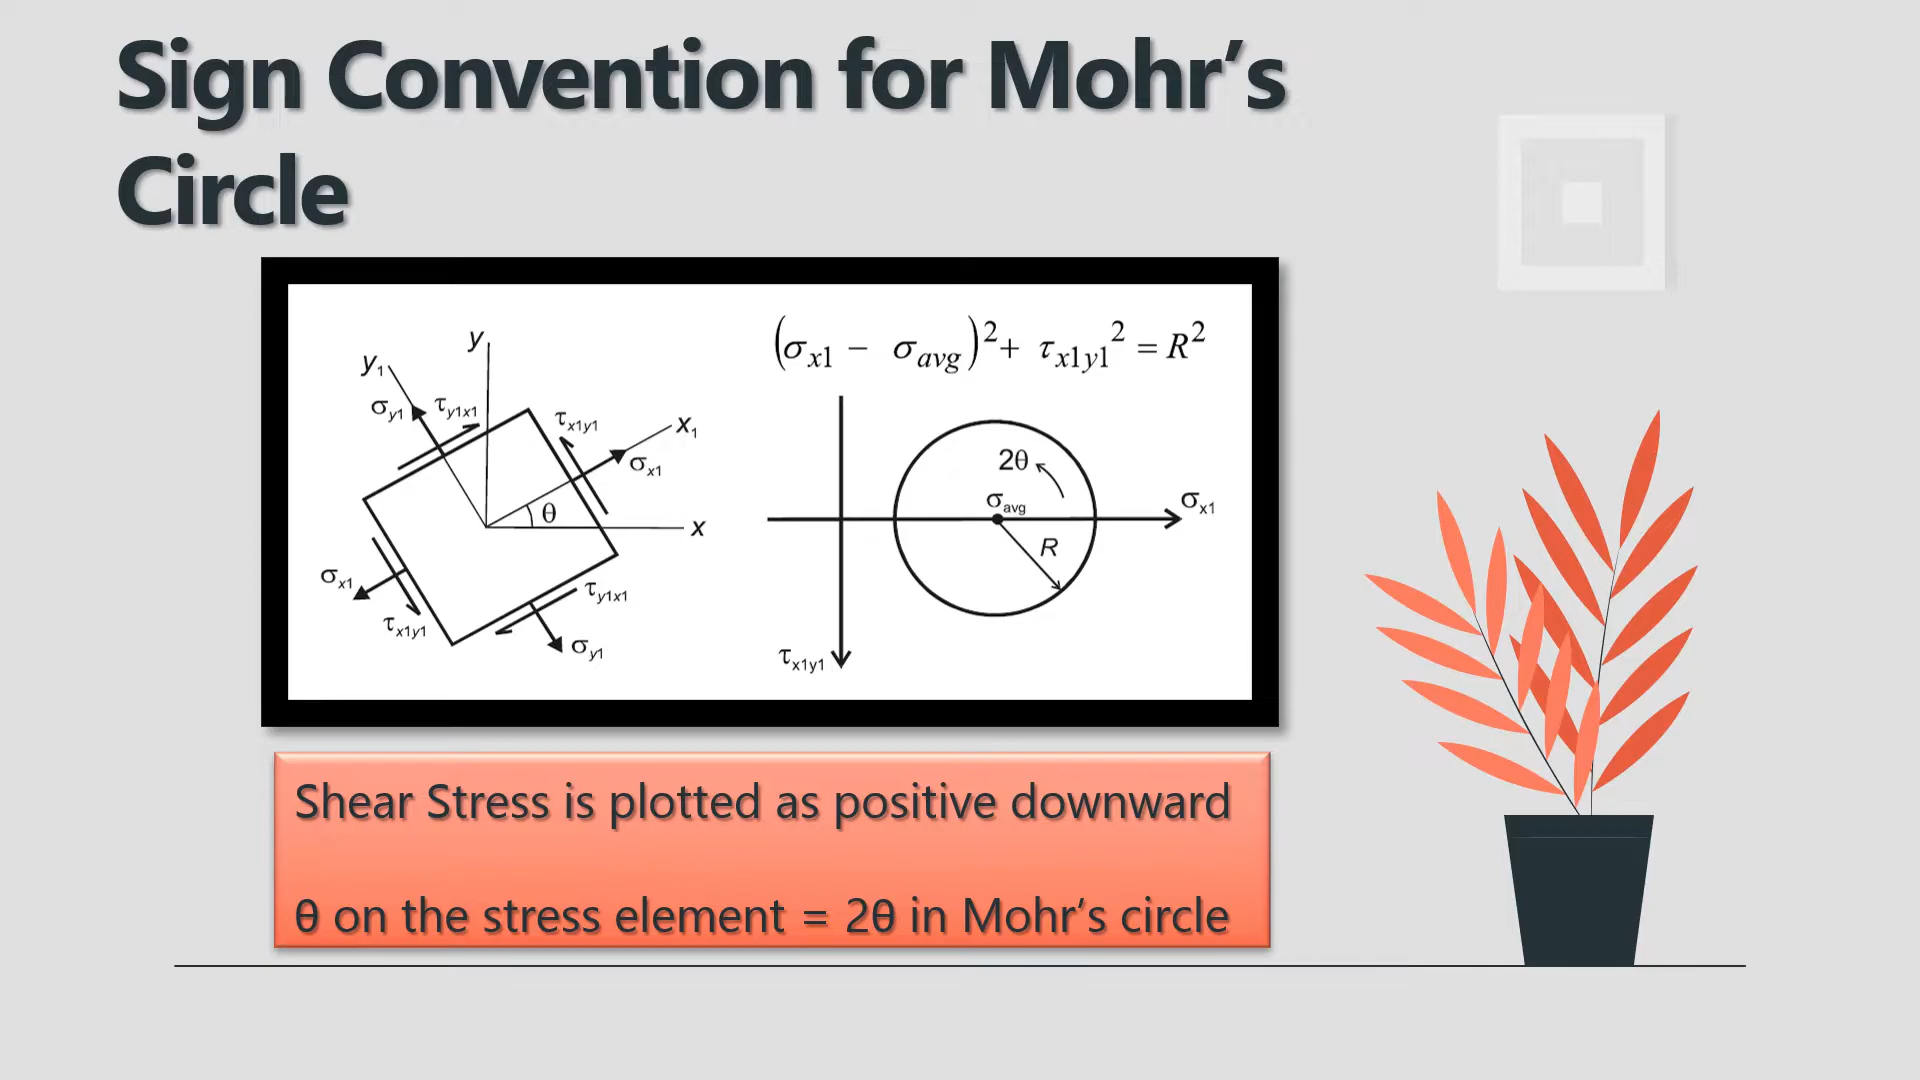 Sign Convention for Mohr’s
Circle
(σx1 − σavg)² + τx1y1² = R²
y
y1
σy1
τy1x1
τx1y1
x1
σx1
θ
x
σx1
τx1y1
τy1x1
σy1
2θ
σavg
σx1
R
τx1y1
Shear Stress is plotted as positive downward
θ on the stress element = 2θ in Mohr’s circle